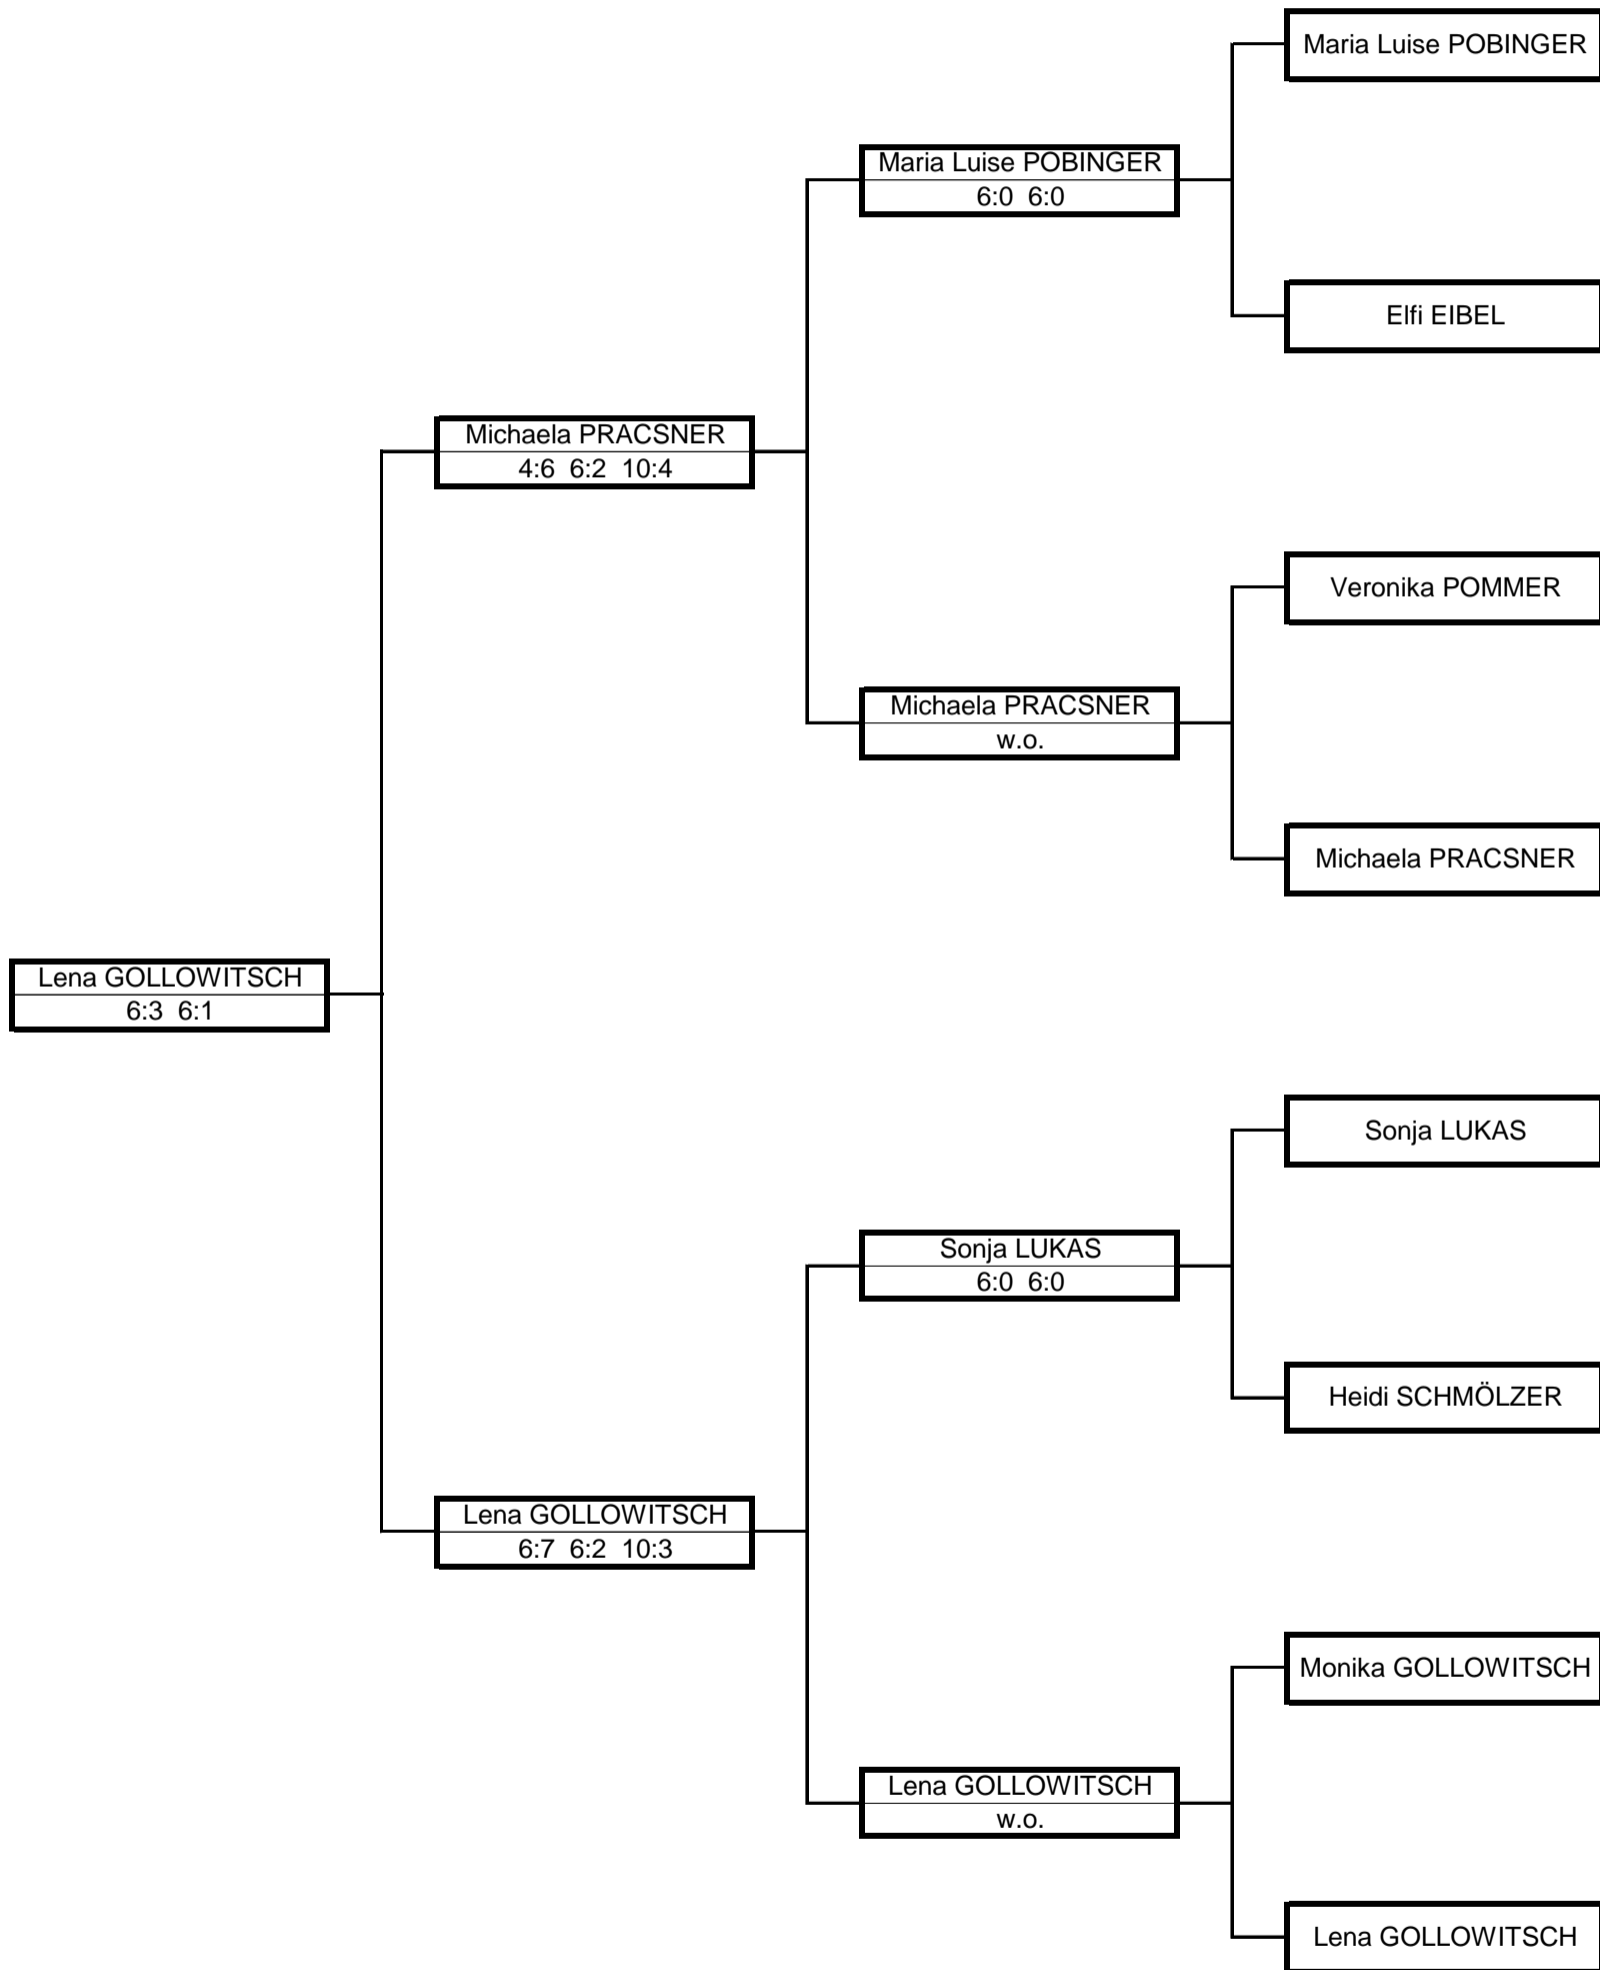 Maria Luise POBINGER
Maria Luise POBINGER
6:0 6:0
Elfi EIBEL
Michaela PRACSNER
4:6 6:2 10:4
Veronika POMMER
Michaela PRACSNER
w.o.
Michaela PRACSNER
Lena GOLLOWITSCH
6:3 6:1
Sonja LUKAS
Sonja LUKAS
6:0 6:0
Heidi SCHMÖLZER
Lena GOLLOWITSCH
6:7 6:2 10:3
Monika GOLLOWITSCH
Lena GOLLOWITSCH
w.o.
Lena GOLLOWITSCH